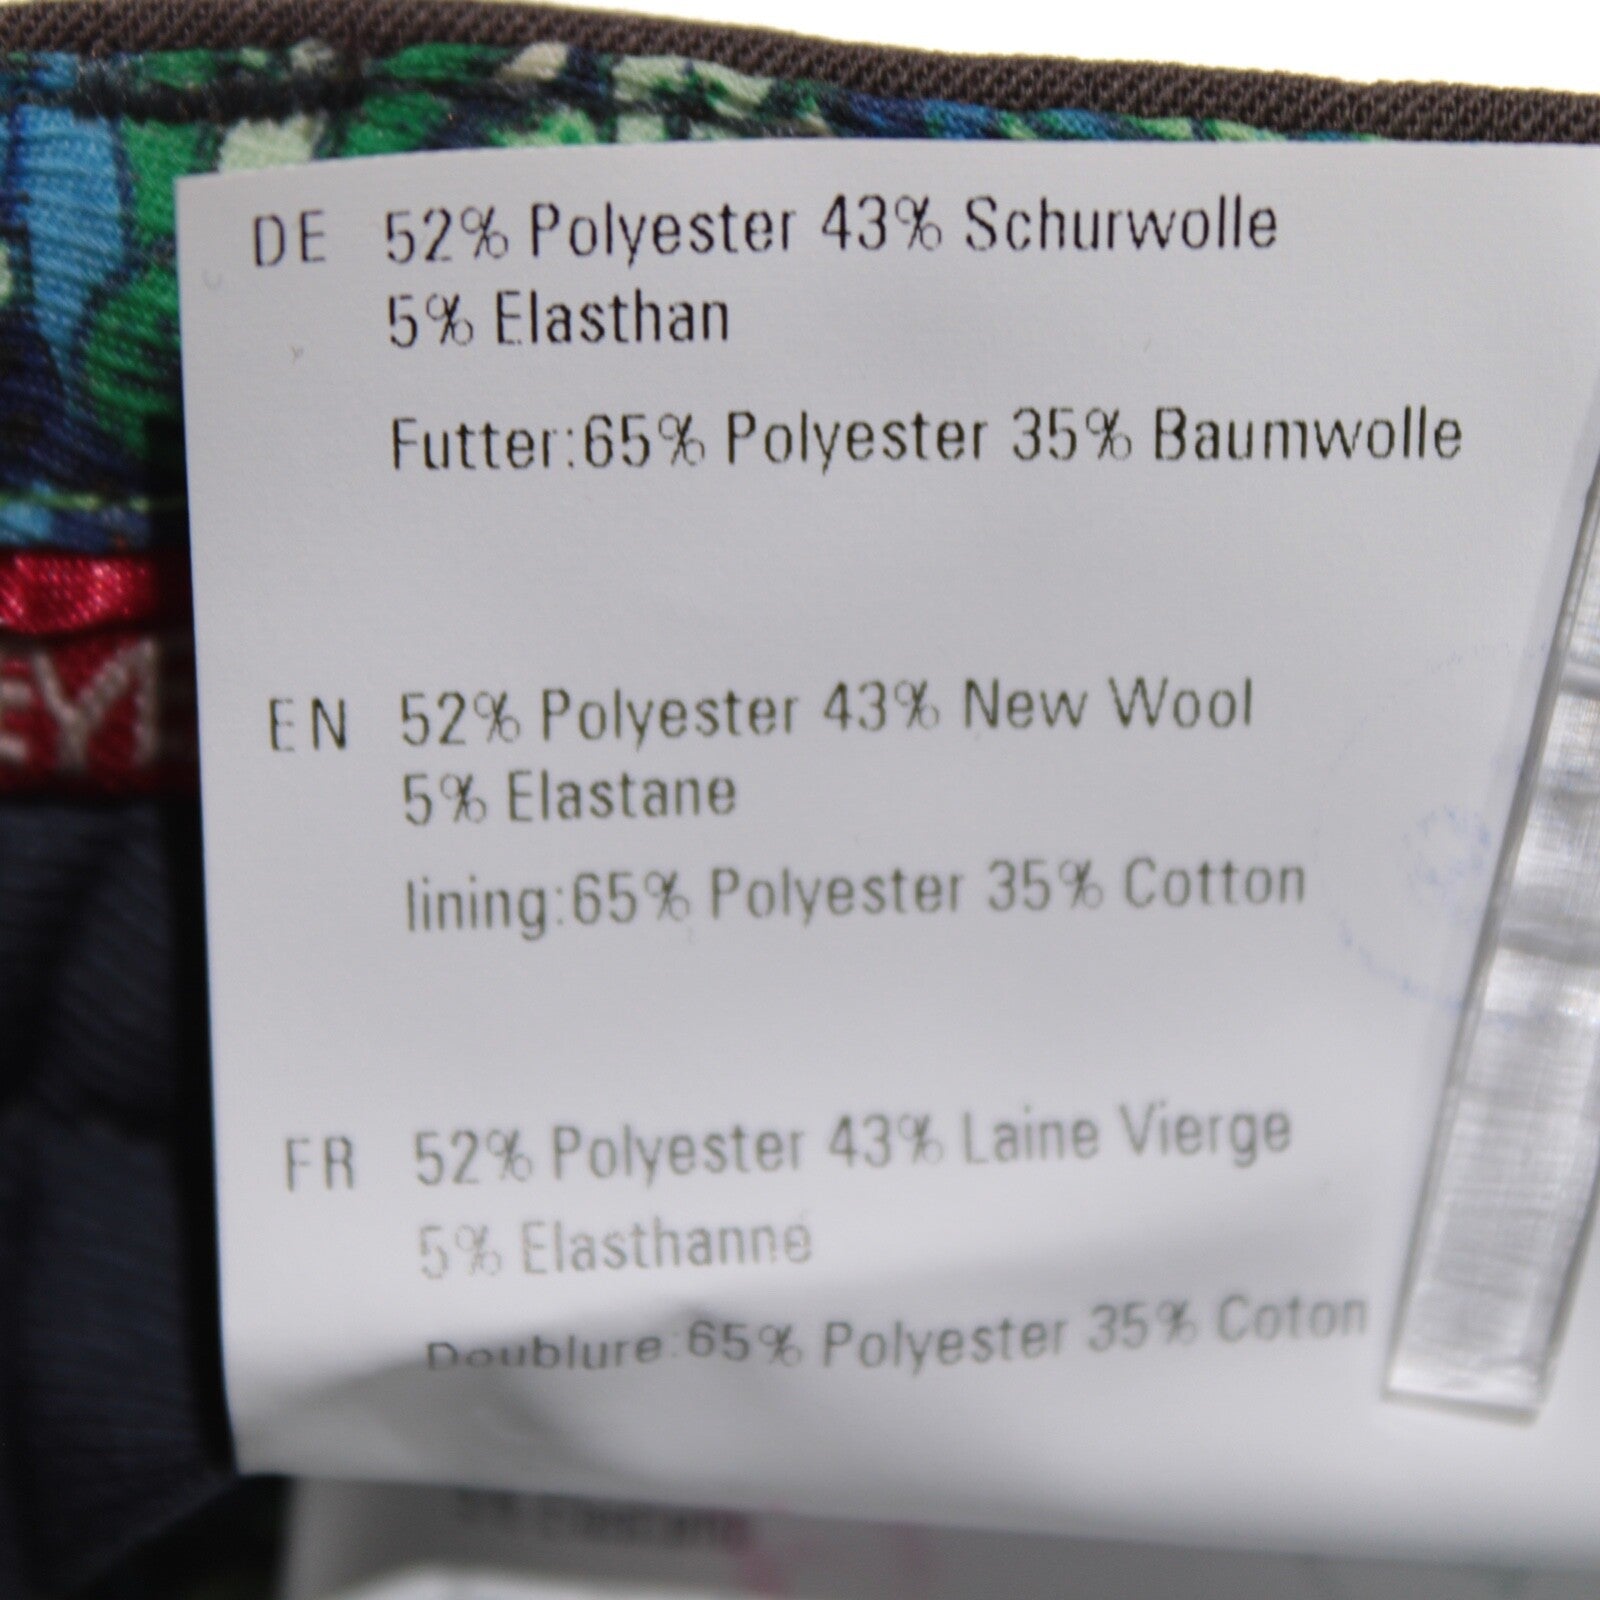 DE 52% Polyester 43% Schurwolle
5% Elasthan
Futter:65% Polyester 35% Baumwolle
EN 52% Polyester 43% New Wool
5% Elastane
lining:65% Polyester 35% Cotton
FR 52% Polyester 43% Laine Vierge
5% Elasthanne
Doublure:65% Polyester 35% Coton